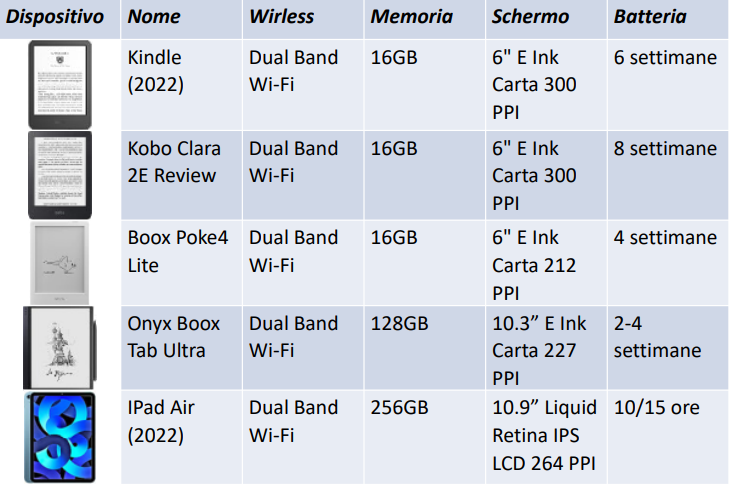 Dispositivo Nome Wirless Memoria Schermo Batteria
Kindle Dual Band 16GB 6" E Ink 6 settimane
(2022) Wi-Fi Carta 300
PPI
Kobo Clara Dual Band 16GB 6" E Ink 8 settimane
2E Review Wi-Fi Carta 300
PPI
Boox Poke4 Dual Band 16GB 6" E Ink 4 settimane
Lite Wi-Fi Carta 212
PPI
Onyx Boox Dual Band 128GB 10.3” E Ink 2-4
Tab Ultra Wi-Fi Carta 227 settimane
PPI
IPad Air Dual Band 256GB 10.9” Liquid 10/15 ore
(2022) Wi-Fi Retina IPS
LCD 264 PPI